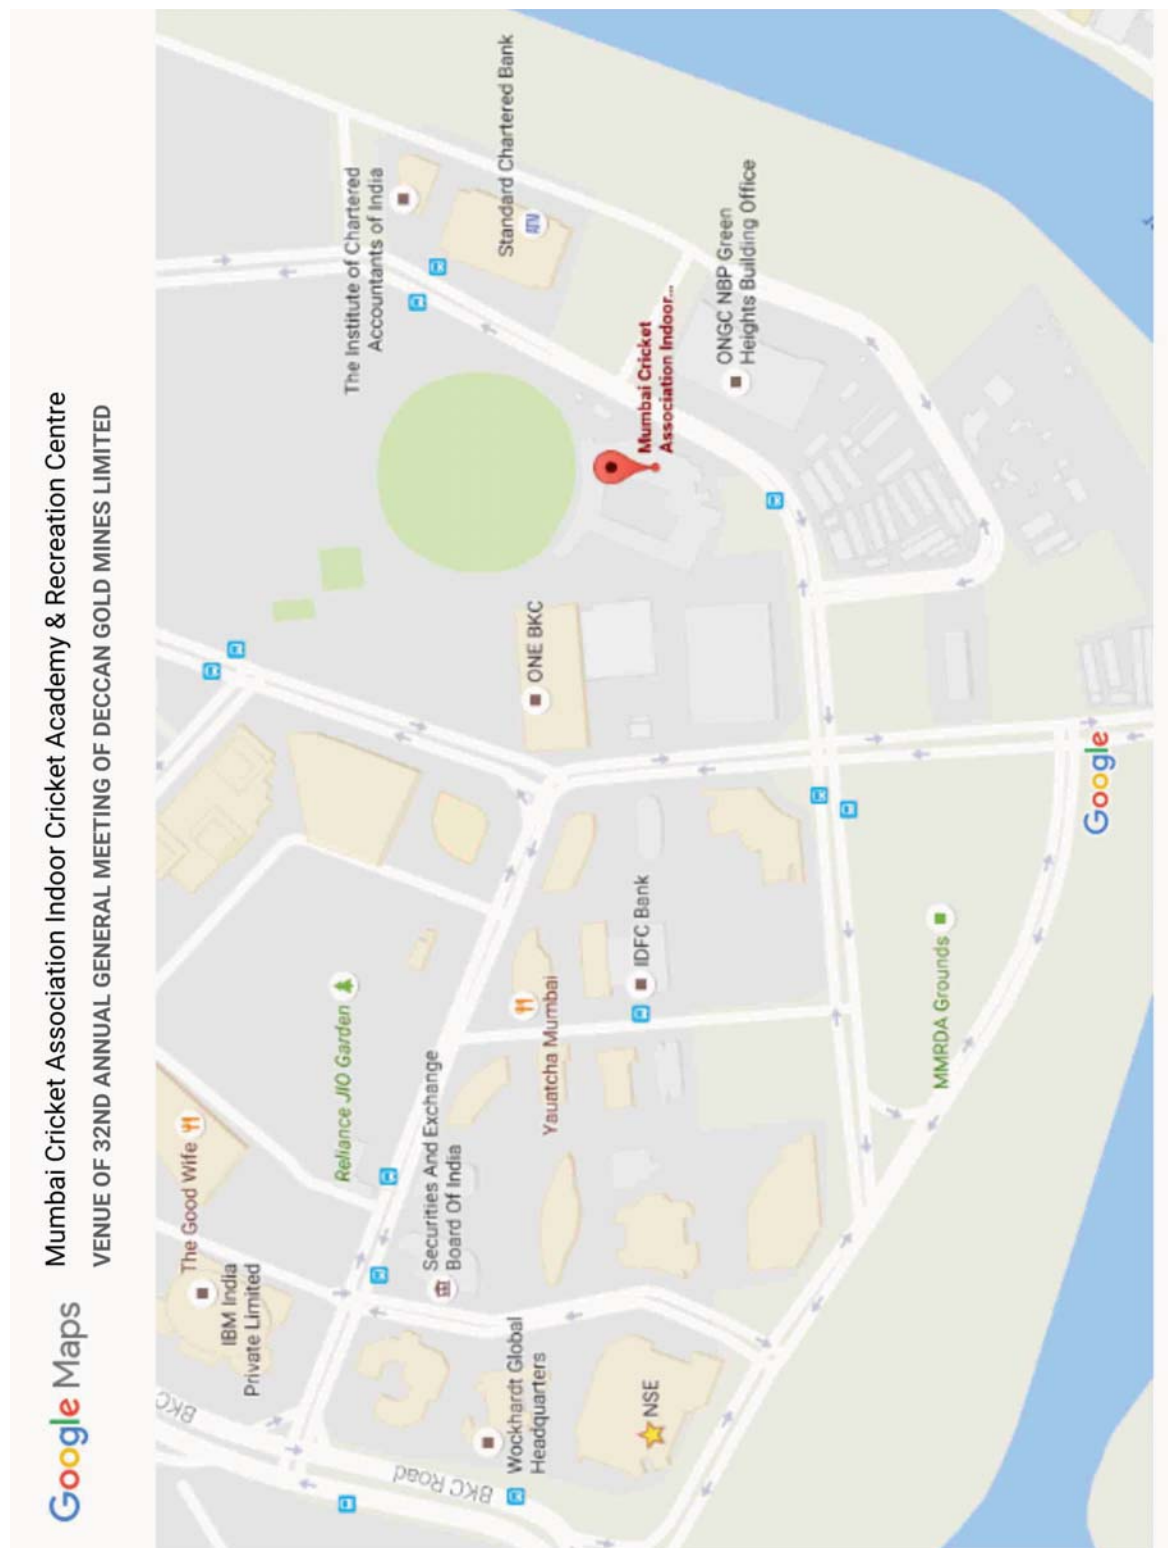 Google Maps
Mumbai Cricket Association Indoor Cricket Academy & Recreation Centre
VENUE OF 32ND ANNUAL GENERAL MEETING OF DECCAN GOLD MINES LIMITED
BKC
IBM India
Private Limited
The Good Wife
Reliance JIO Garden
The Institute of Chartered
Accountants of India
BKC Road
Securities And Exchange
Board Of India
Wockhardt Global
Headquarters
Standard Chartered Bank
ATM
ONE BKC
Yauatcha Mumbai
NSE
IDFC Bank
Mumbai Cricket
Association Indoor...
ONGC NBP Green
Heights Building Office
MMRDA Grounds
Google